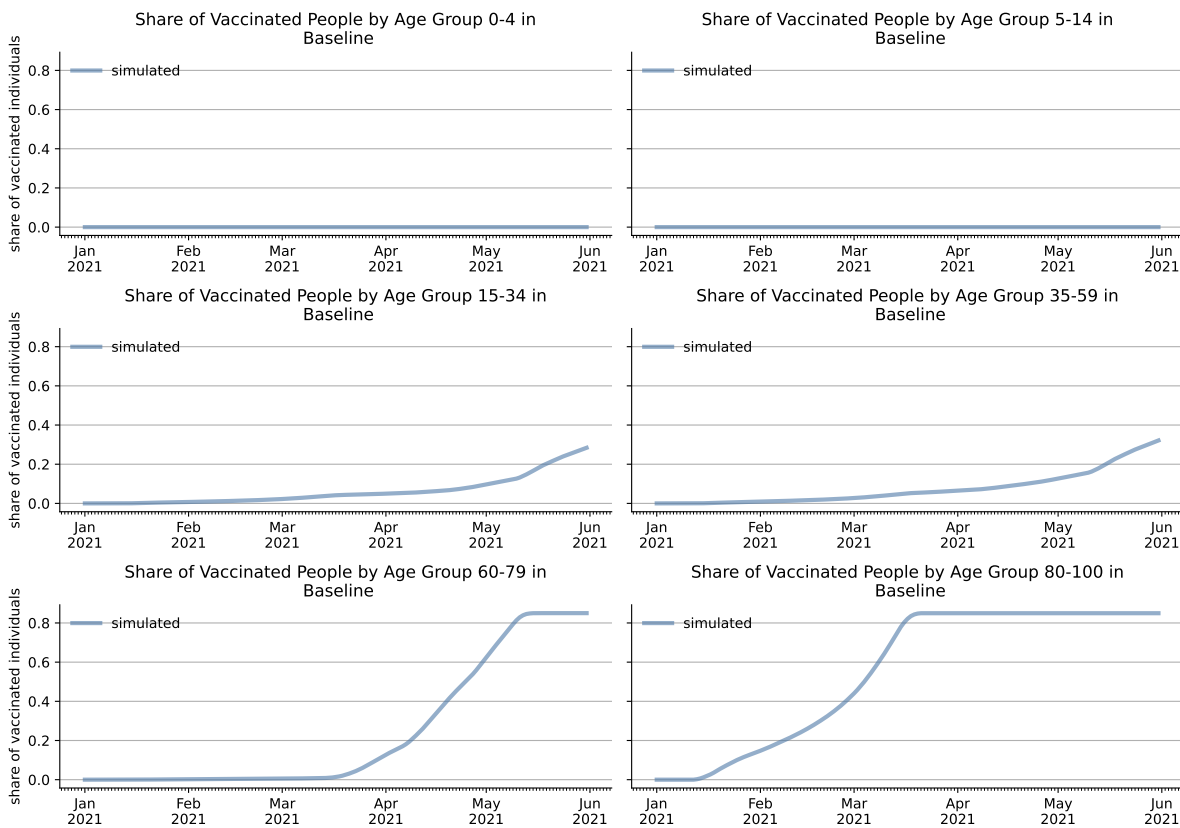 Share of Vaccinated People by Age Group 0-4 in
Baseline
share of vaccinated individuals
0.8
0.6
0.4
0.2
0.0
simulated
Jan
2021
Feb
2021
Mar
2021
Apr
2021
May
2021
Jun
2021
Share of Vaccinated People by Age Group 5-14 in
Baseline
simulated
Jan
2021
Feb
2021
Mar
2021
Apr
2021
May
2021
Jun
2021
Share of Vaccinated People by Age Group 15-34 in
Baseline
share of vaccinated individuals
0.8
0.6
0.4
0.2
0.0
simulated
Jan
2021
Feb
2021
Mar
2021
Apr
2021
May
2021
Jun
2021
Share of Vaccinated People by Age Group 35-59 in
Baseline
simulated
Jan
2021
Feb
2021
Mar
2021
Apr
2021
May
2021
Jun
2021
Share of Vaccinated People by Age Group 60-79 in
Baseline
share of vaccinated individuals
0.8
0.6
0.4
0.2
0.0
simulated
Jan
2021
Feb
2021
Mar
2021
Apr
2021
May
2021
Jun
2021
Share of Vaccinated People by Age Group 80-100 in
Baseline
simulated
Jan
2021
Feb
2021
Mar
2021
Apr
2021
May
2021
Jun
2021